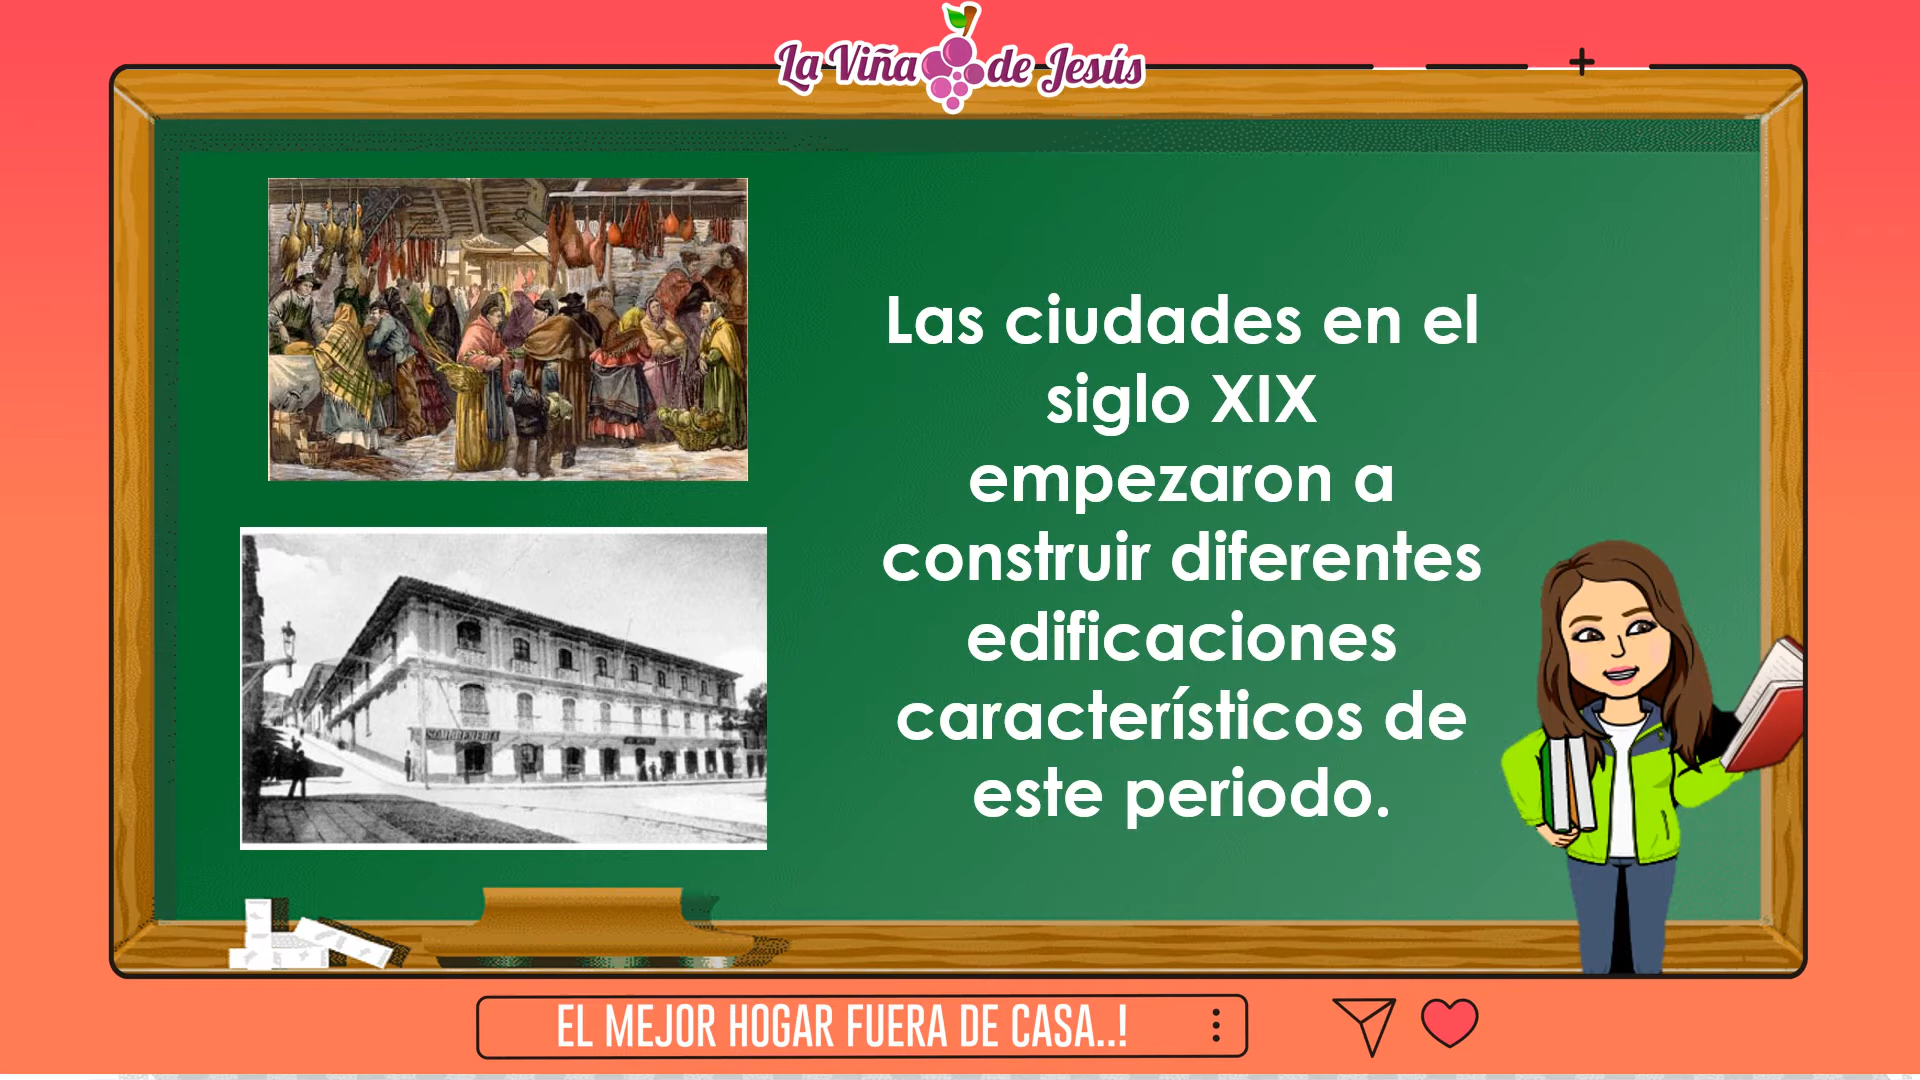 La Viña de Jesús
Las ciudades en el
siglo XIX
empezaron a
construir diferentes
edificaciones
característicos de
este periodo.
SOMBRERERIA
EL MEJOR HOGAR FUERA DE CASA..!